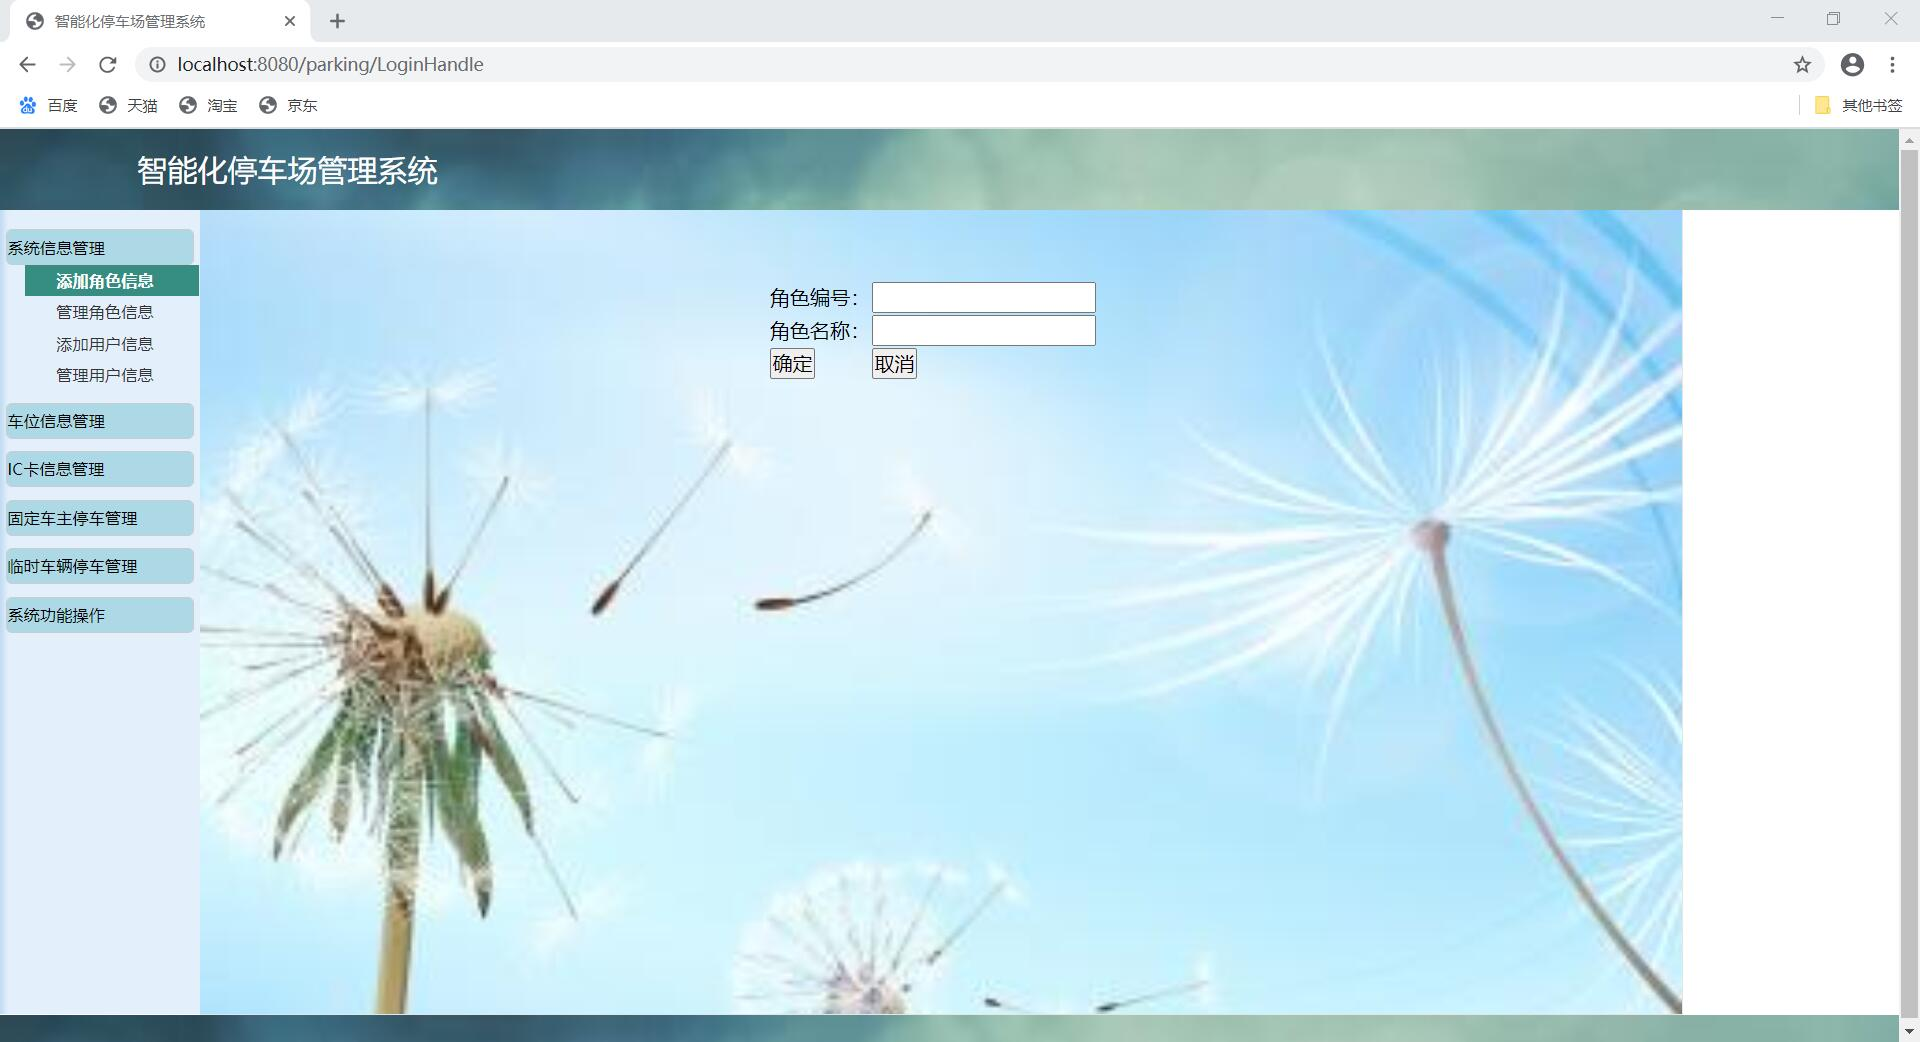 智能化停车场管理系统
localhost:8080/parking/LoginHandle
百度 天猫 淘宝 京东 其他书签
智能化停车场管理系统
系统信息管理
添加角色信息
管理角色信息
添加用户信息
管理用户信息
车位信息管理
IC卡信息管理
固定车主停车管理
临时车辆停车管理
系统功能操作
角色编号：
角色名称：
确定 取消